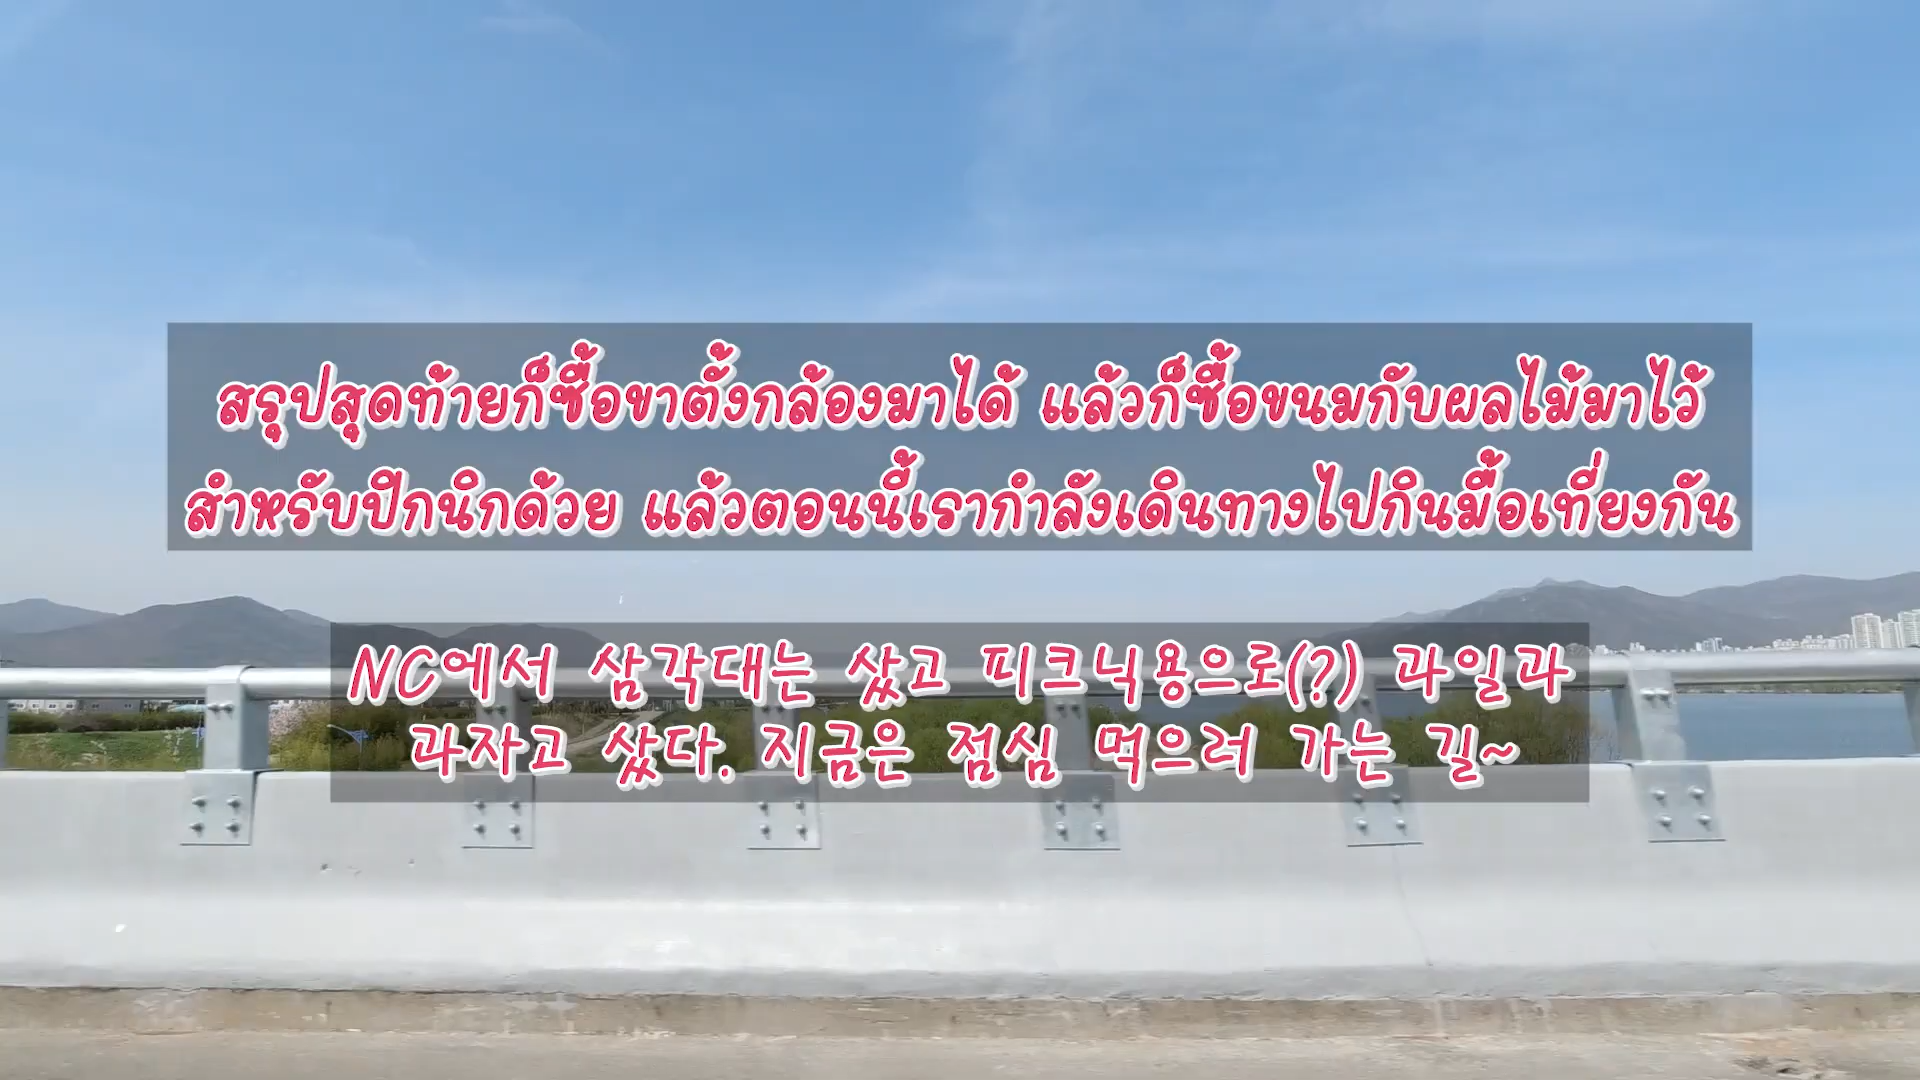 สรุปสุดท้ายก็ซื้อขาตั้งกล้องมาได้ แล้วก็ซื้อขนมกับผลไม้มาไว้
สำหรับปิกนิกด้วย แล้วตอนนี้เรากำลังเดินทางไปกินมื้อเที่ยงกัน
NC에서 삼각대는 샀고 피크닉용으로(?) 과일과
과자고 샀다. 지금은 점심 먹으러 가는 길~